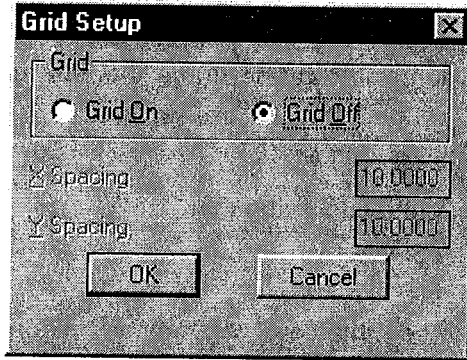 Grid Setup
Grid
Grid On Grid Off
X Spacing 10.0000
Y Spacing 10.0000
OK Cancel